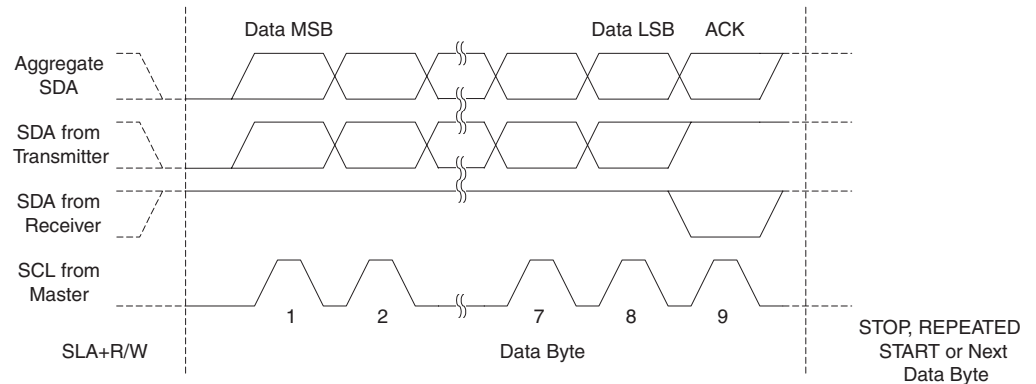 Data MSB
Data LSB
ACK
Aggregate
SDA
SDA from
Transmitter
SDA from
Receiver
SCL from
Master
1
2
7
8
9
SLA+R/W
Data Byte
STOP, REPEATED
START or Next
Data Byte